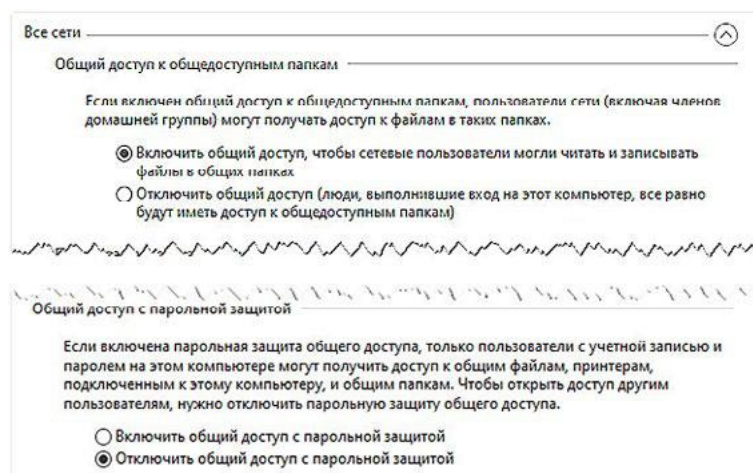 Все сети
Общий доступ к общедоступным папкам
Если включен общий доступ к общедоступным папкам, пользователи сети (включая членов
домашней группы) могут получать доступ к файлам в таких папках.
Включить общий доступ, чтобы сетевые пользователи могли читать и записывать
файлы в общих папках
Отключить общий доступ (люди, выполнившие вход на этот компьютер, все равно
будут иметь доступ к общедоступным папкам)
Общий доступ с парольной защитой
Если включена парольная защита общего доступа, только пользователи с учетной записью и
паролем на этом компьютере могут получить доступ к общим файлам, принтерам,
подключенным к этому компьютеру, и общим папкам. Чтобы открыть доступ другим
пользователям, нужно отключить парольную защиту общего доступа.
Включить общий доступ с парольной защитой
Отключить общий доступ с парольной защитой